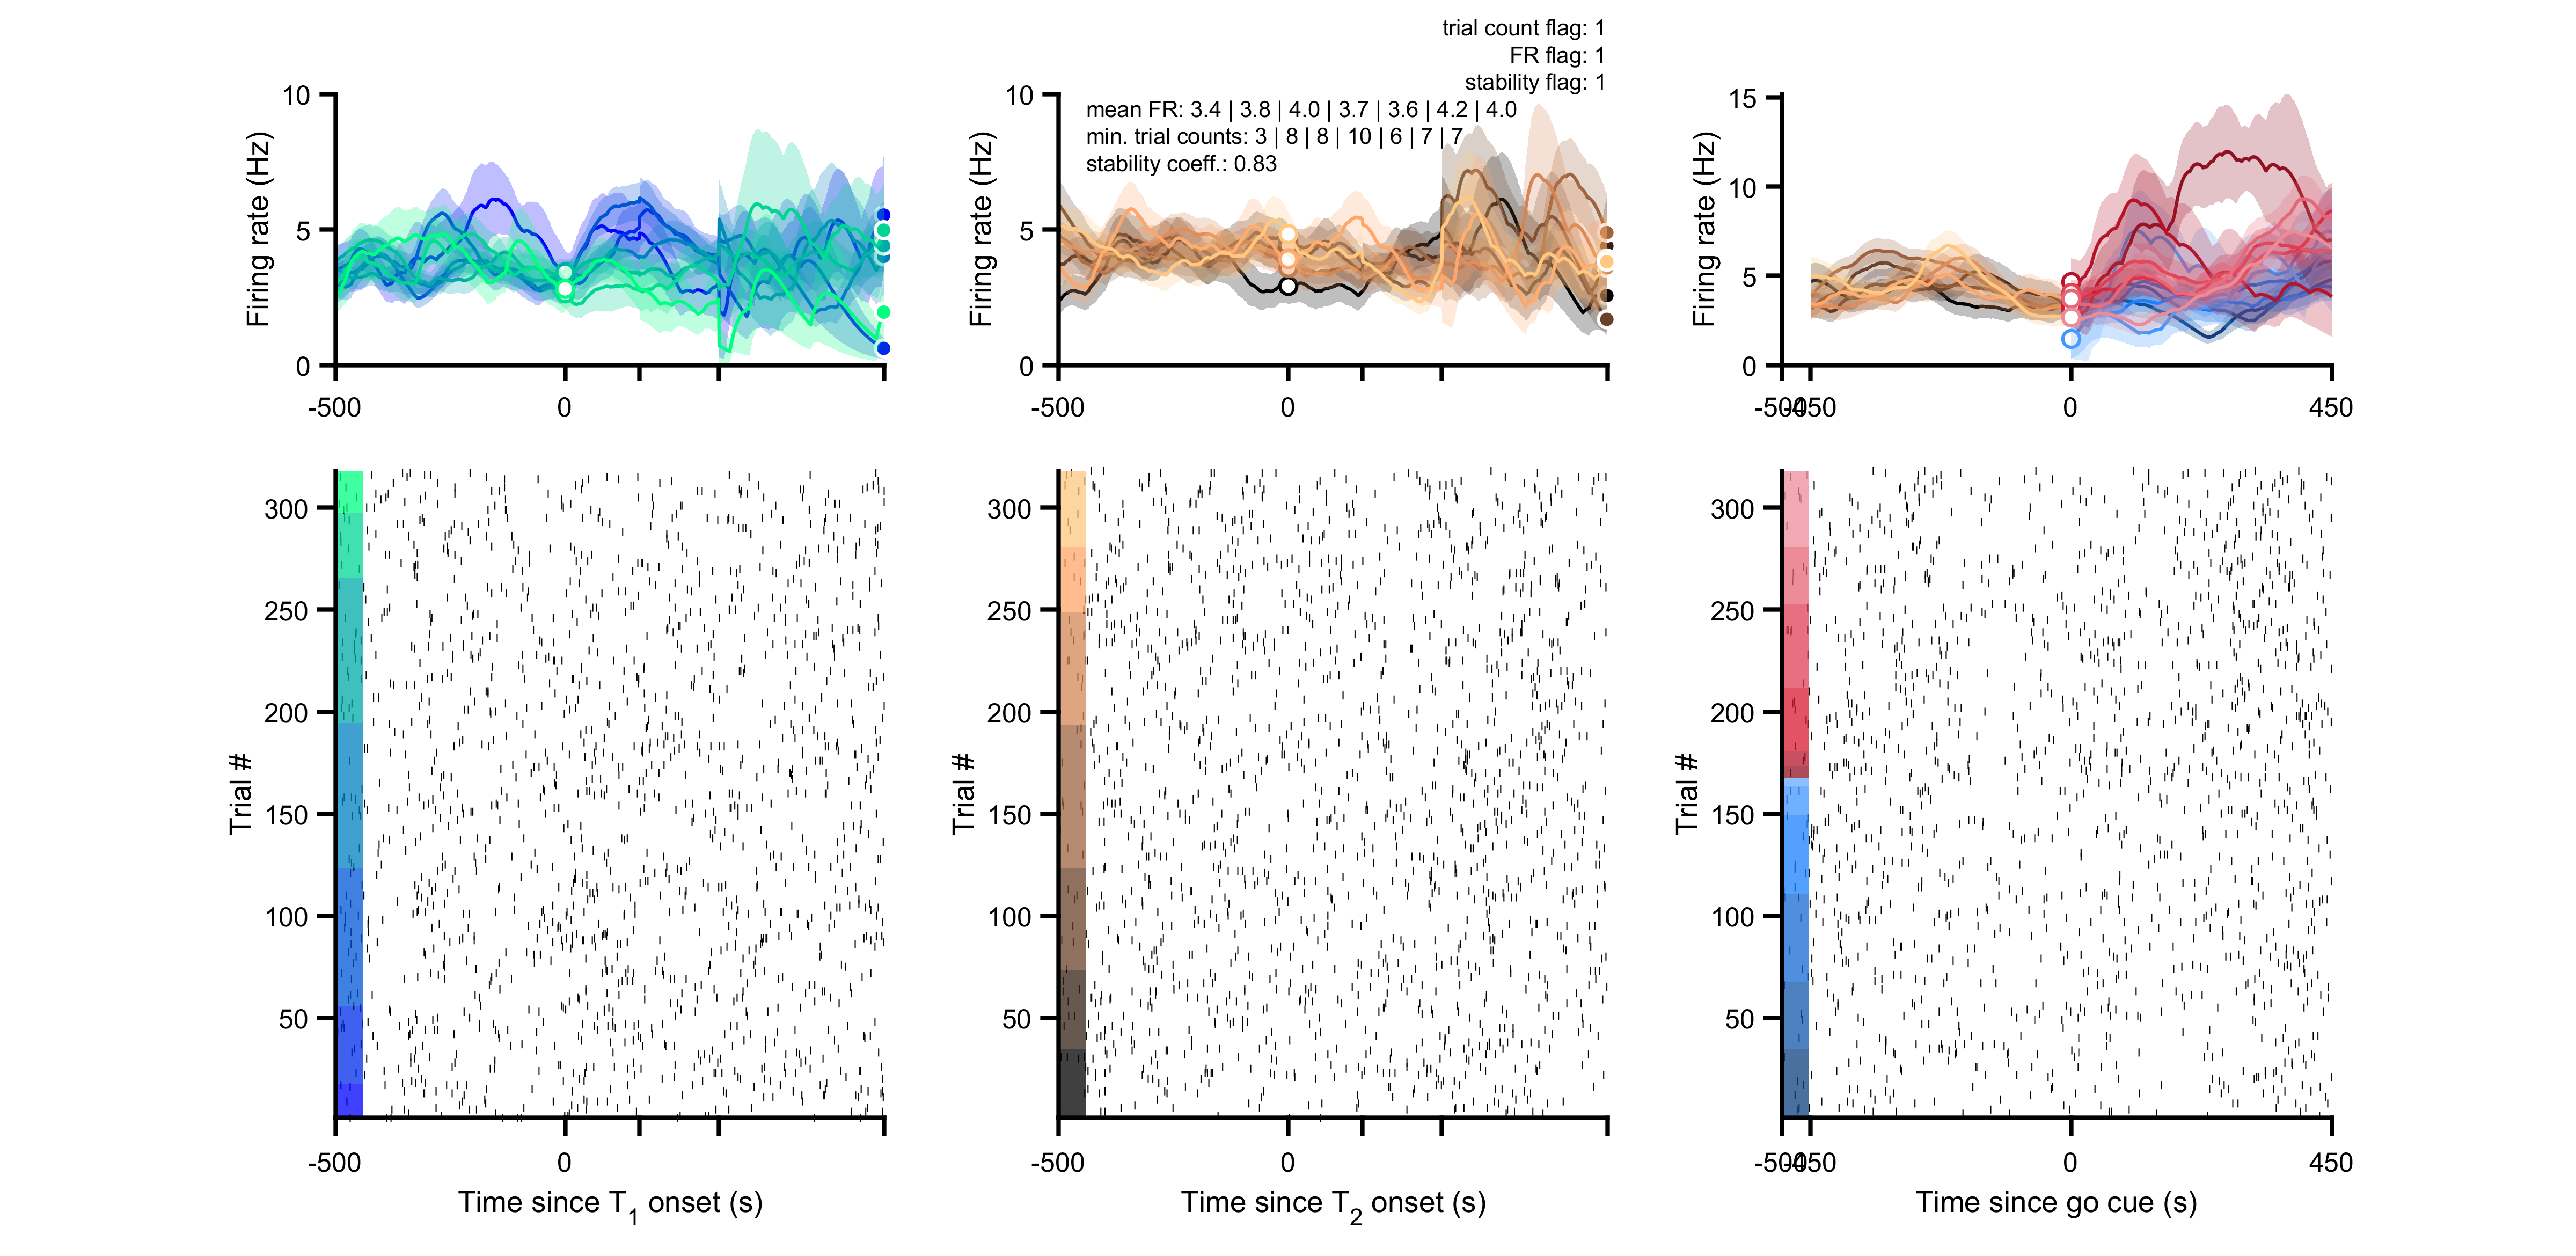 trial count flag: 1
FR flag: 1
stability flag: 1
mean FR: 3.4 | 3.8 | 4.0 | 3.7 | 3.6 | 4.2 | 4.0
min. trial counts: 3 | 8 | 8 | 10 | 6 | 7 | 7
stability coeff.: 0.83
Firing rate (Hz)
10
5
0
-500
0
Firing rate (Hz)
10
5
0
-500
0
Firing rate (Hz)
15
10
5
0
-500
-450
0
450
Trial #
300
250
200
150
100
50
-500
0
Time since T1 onset (s)
Trial #
300
250
200
150
100
50
-500
0
Time since T2 onset (s)
Trial #
300
250
200
150
100
50
-500
-450
0
450
Time since go cue (s)